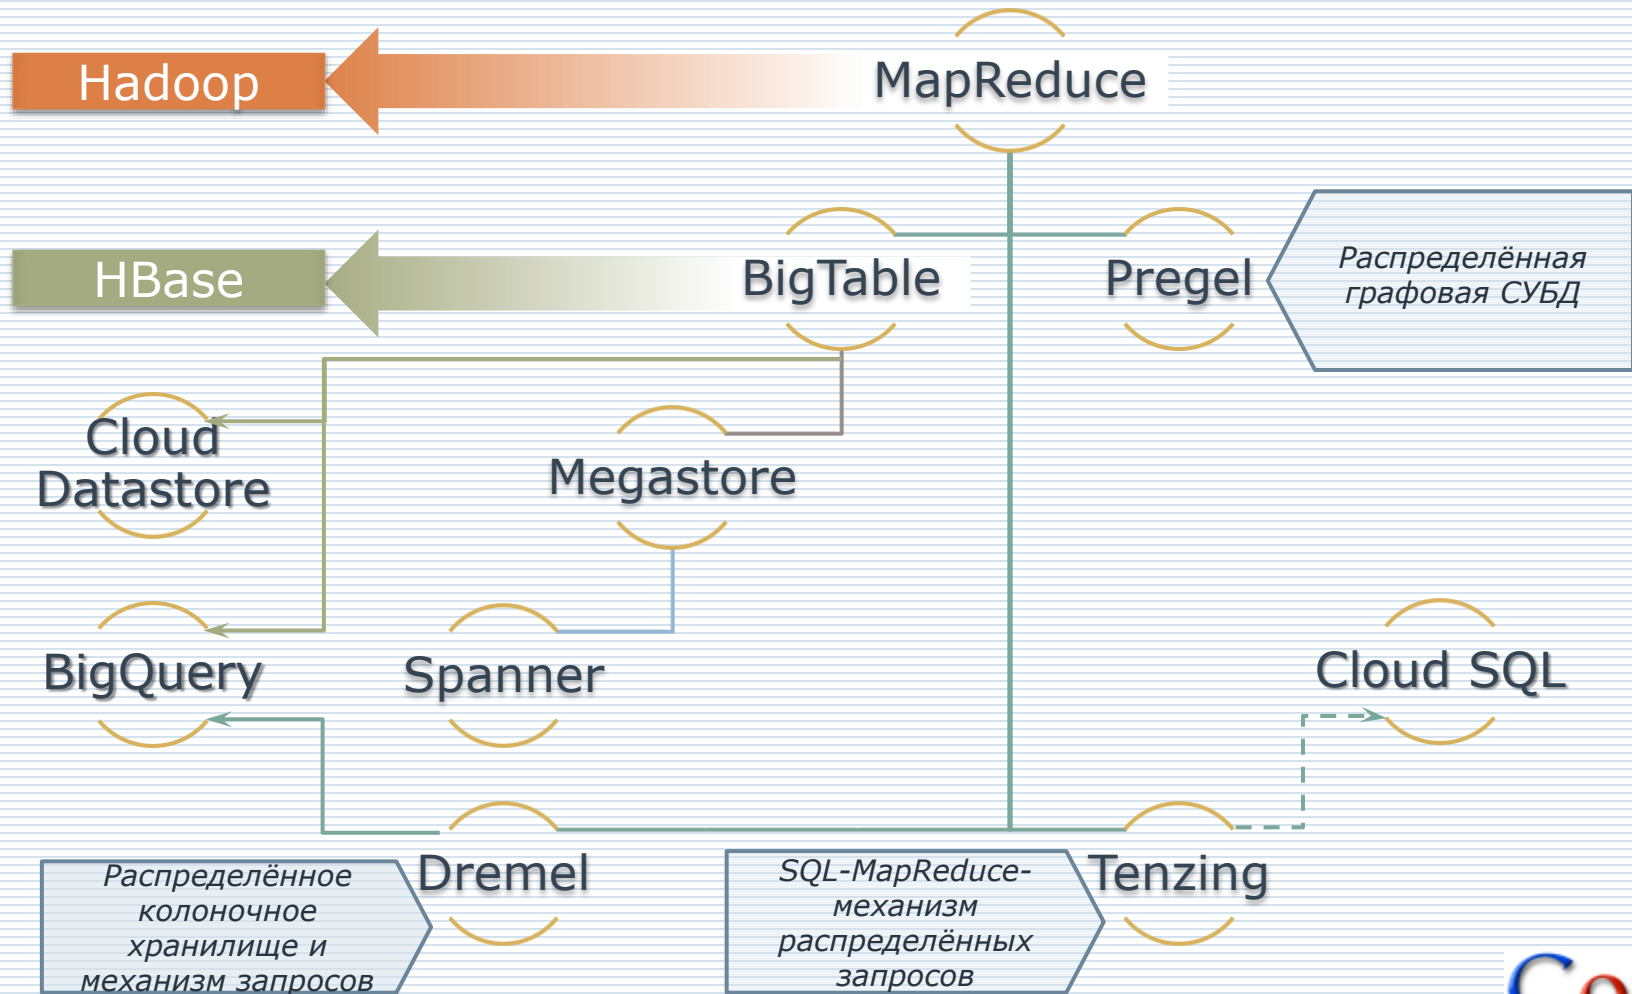 MapReduce
Hadoop
BigTable
Pregel
HBase
Распределённая
графовая СУБД
Cloud
Datastore
Megastore
BigQuery
Spanner
Cloud SQL
Dremel
Tenzing
Распределённое
колоночное
хранилище и
механизм запросов
SQL-MapReduce-
механизм
распределённых
запросов